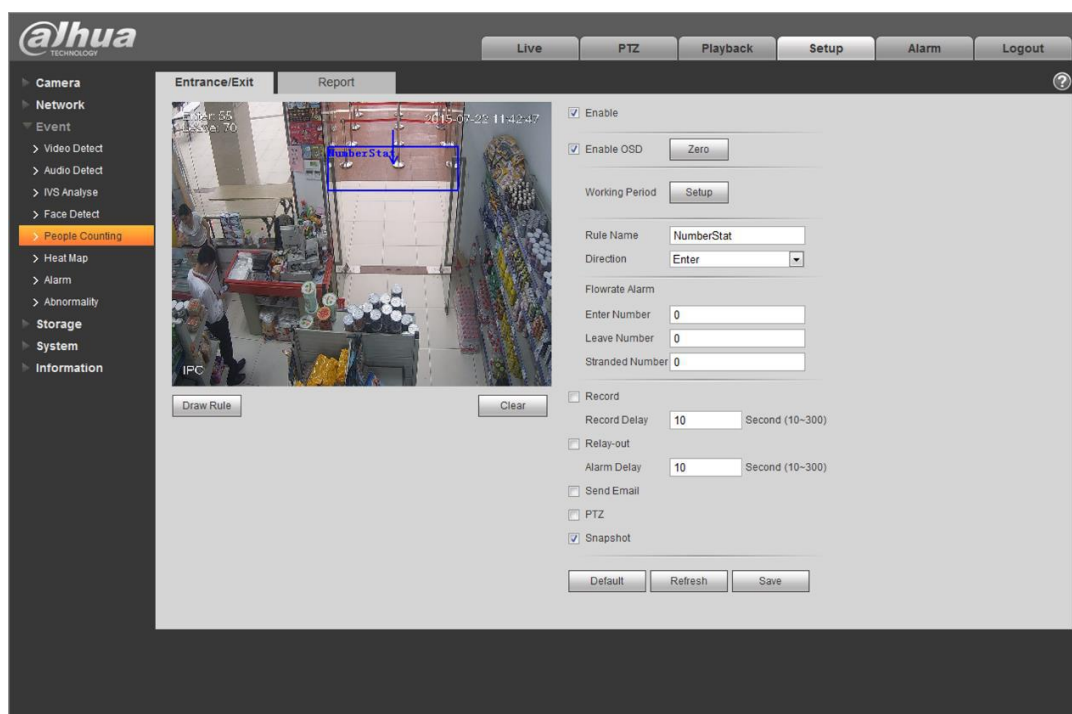 alhua
TECHNOLOGY
Live PTZ Playback Setup Alarm Logout
Camera
Network
Event
Video Detect
Audio Detect
IVS Analyse
Face Detect
People Counting
Heat Map
Alarm
Abnormality
Storage
System
Information
Entrance/Exit Report
?
Enter: 55
Leave: 70
2015-07-22 11:42:47
NumberStat
IPC
Draw Rule Clear
Enable
Enable OSD Zero
Working Period Setup
Rule Name NumberStat
Direction Enter
Flowrate Alarm
Enter Number 0
Leave Number 0
Stranded Number 0
Record
Record Delay 10 Second (10~300)
Relay-out
Alarm Delay 10 Second (10~300)
Send Email
PTZ
Snapshot
Default Refresh Save